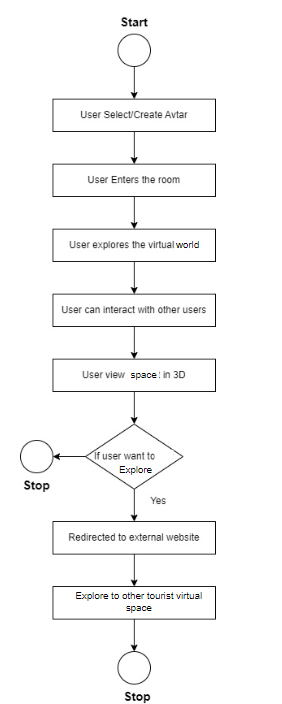 Start
User Select/Create Avtar
User Enters the room
User explores the virtual world
User can interact with other users
User view space: in 3D
If user want to
Explore
Stop
Yes
Redirected to external website
Explore to other tourist virtual
space
Stop